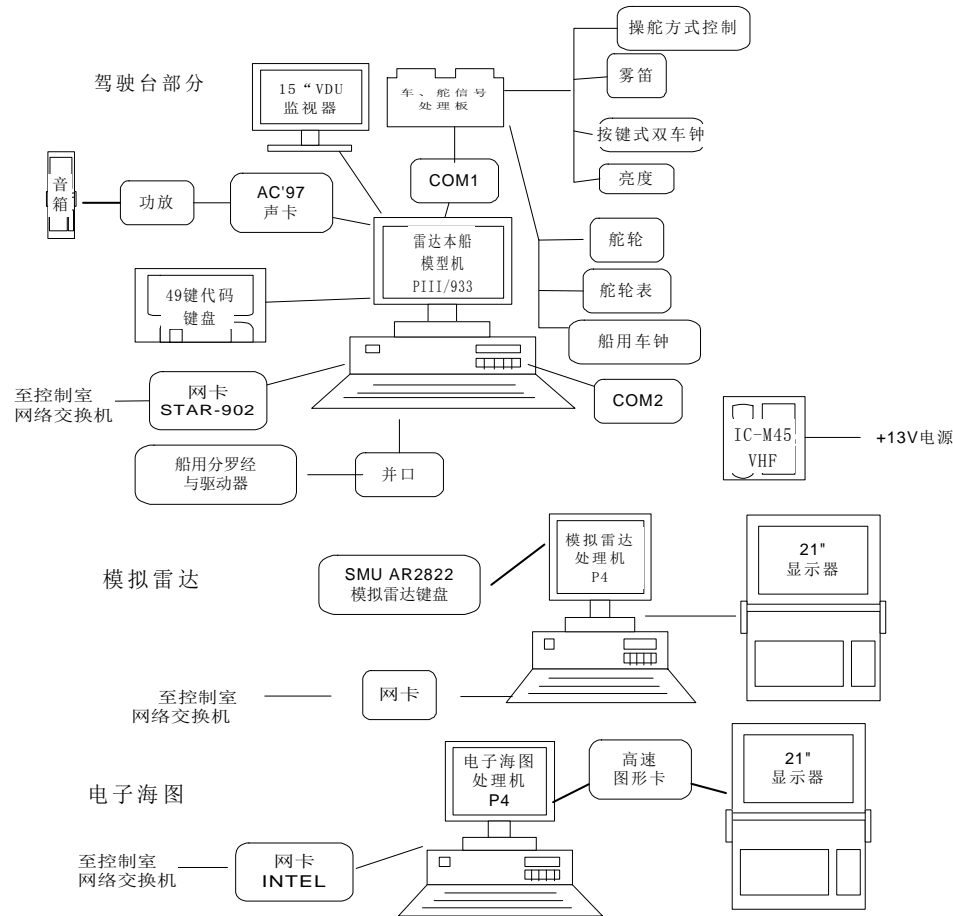 操舵方式控制
驾驶台部分
15“VDU
监视器
车、舵信号
处理板
雾笛
按键式双车钟
亮度
音
箱
功放
AC'97
声卡
COM1
雷达本船
模型机
PIII/933
舵轮
舵轮表
船用车钟
49键代码
键盘
至控制室
网络交换机
网卡
STAR-902
COM2
船用分罗经
与驱动器
并口
IC-M45
VHF
+13V电源
模拟雷达
SMU AR2822
模拟雷达键盘
模拟雷达
处理机
P4
21"
显示器
至控制室
网络交换机
网卡
电子海图
电子海图
处理机
P4
高速
图形卡
21"
显示器
至控制室
网络交换机
网卡
INTEL